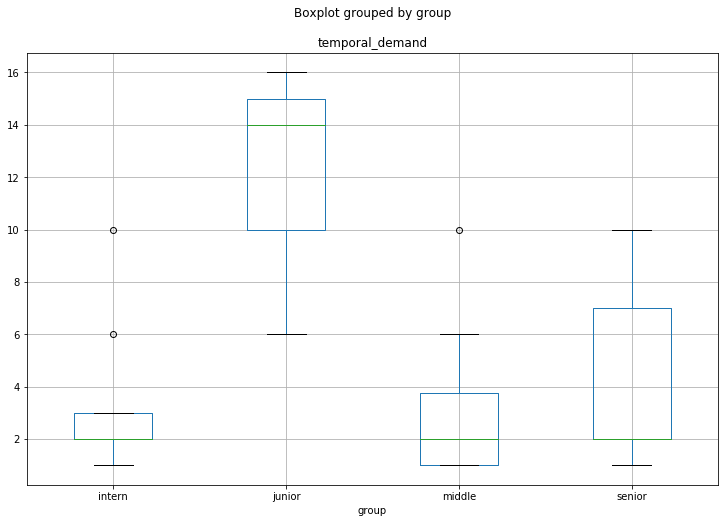 Boxplot grouped by group
temporal_demand
16
14
12
10
8
6
4
2
intern junior middle senior
group